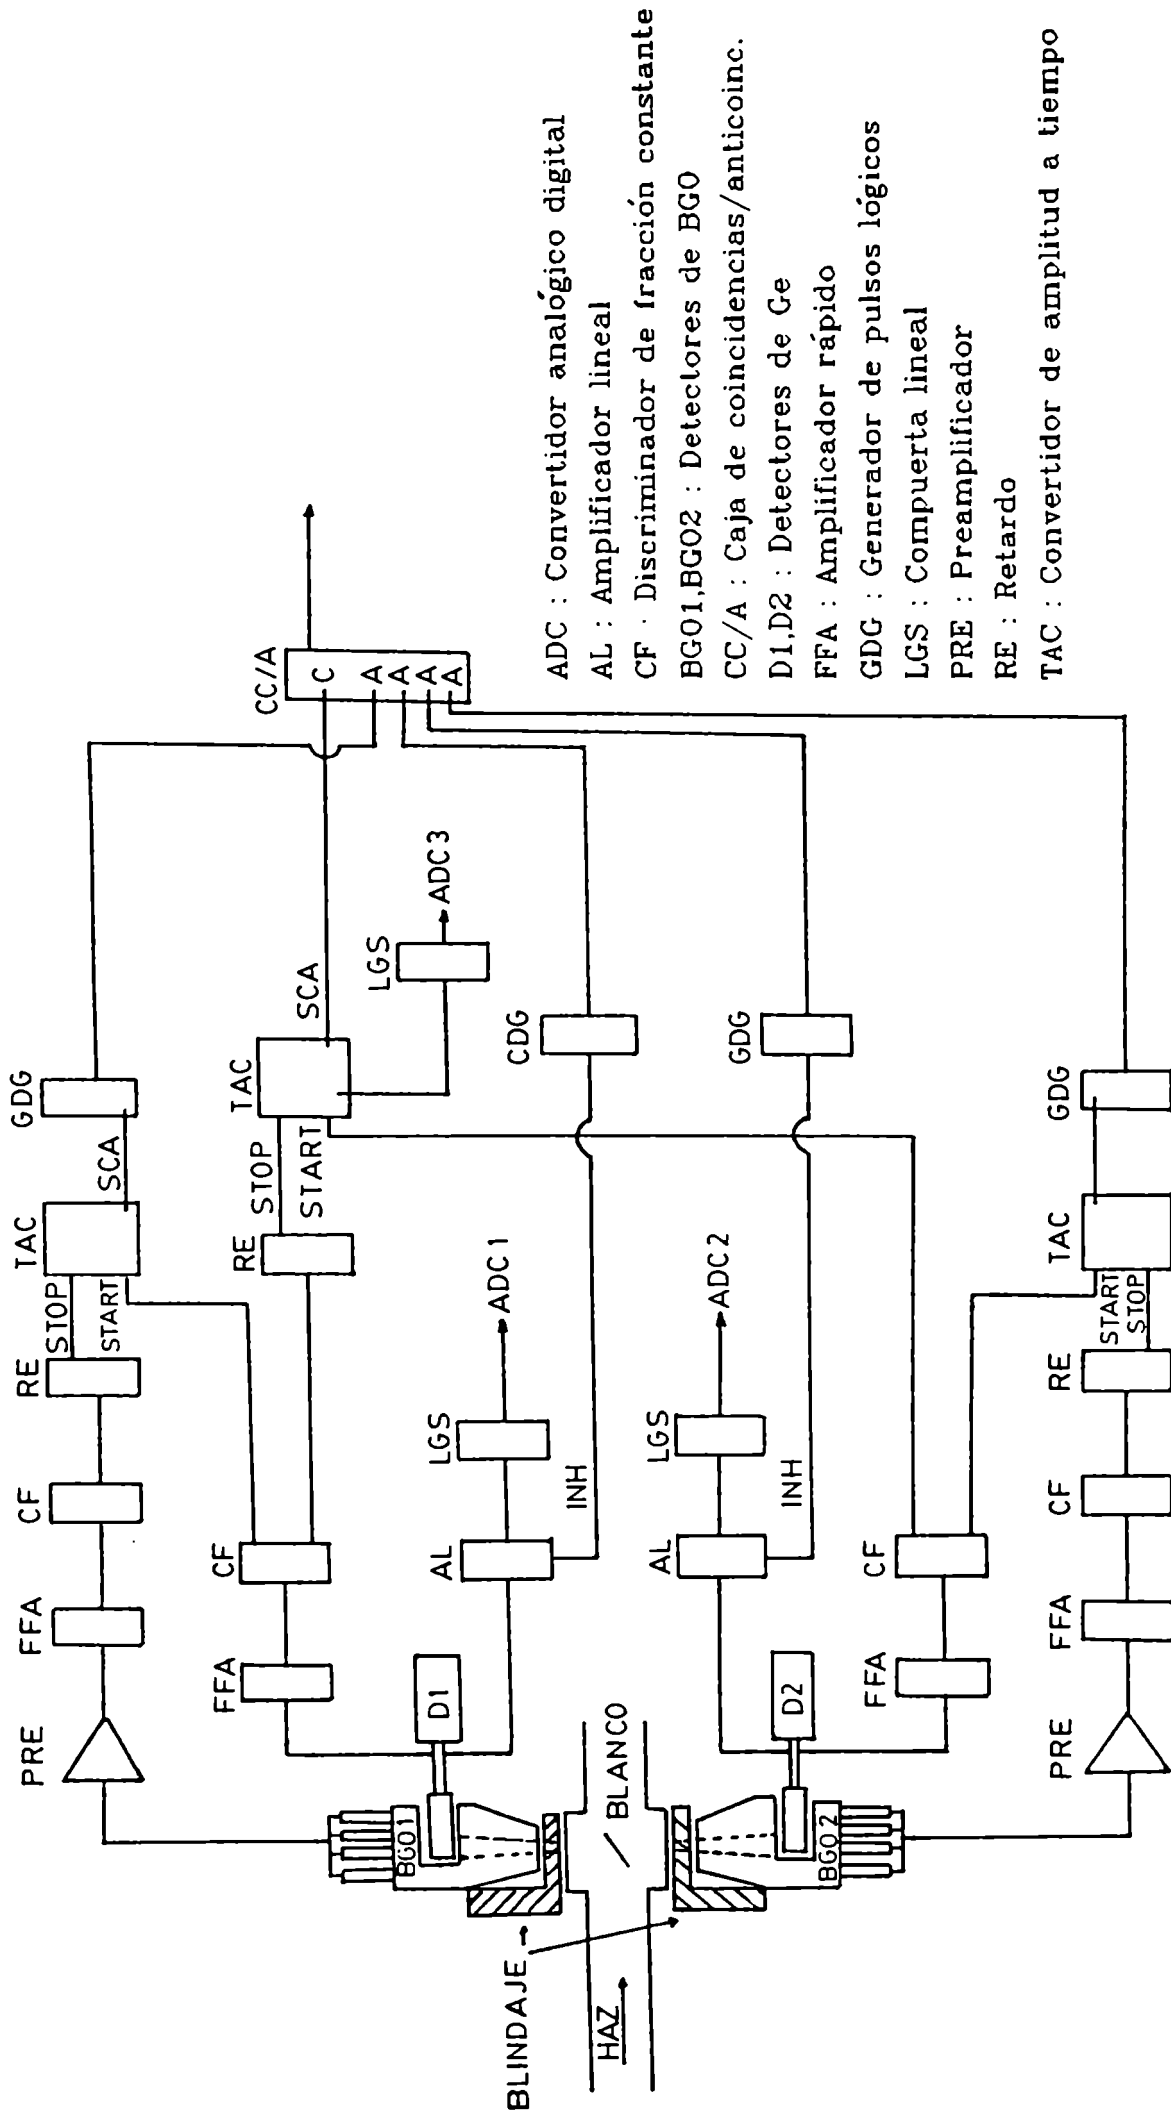 PRE
FFA
CF
RE
STOP
START
TAC
SCA
GDG
FFA
CF
RE
STOP
START
TAC
SCA
CC/A
C
A
A
A
A
LGS
ADC3
BGO1
D1
AL
LGS
ADC1
INH
CDG
BLINDAJE
HAZ
BLANCO
AL
LGS
ADC2
INH
GDG
BGO2
D2
FFA
CF
PRE
FFA
CF
RE
START
STOP
TAC
GDG
ADC : Convertidor analógico digital
AL : Amplificador lineal
CF · Discriminador de fracción constante
BGO1,BGO2 : Detectores de BGO
CC/A : Caja de coincidencias/anticoinc.
D1,D2 : Detectores de Ge
FFA : Amplificador rápido
GDG : Generador de pulsos lógicos
LGS : Compuerta lineal
PRE : Preamplificador
RE : Retardo
TAC : Convertidor de amplitud a tiempo